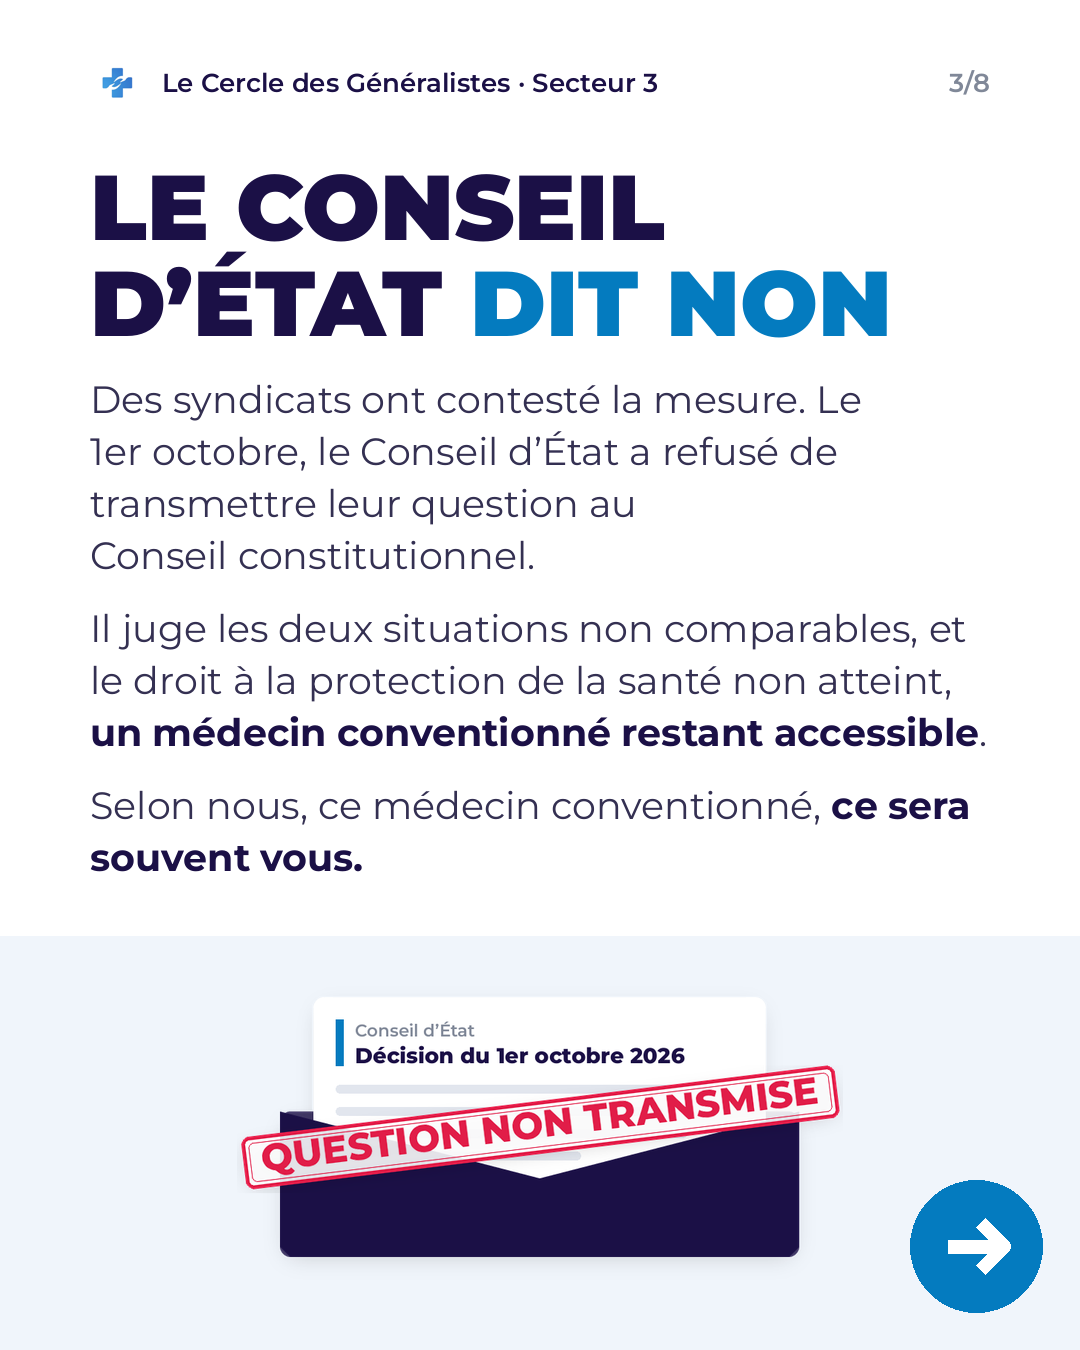 Le Cercle des Généralistes · Secteur 3
3/8
LE CONSEIL
D’ÉTAT DIT NON
Des syndicats ont contesté la mesure. Le
1er octobre, le Conseil d’État a refusé de
transmettre leur question au
Conseil constitutionnel.
Il juge les deux situations non comparables, et
le droit à la protection de la santé non atteint,
un médecin conventionné restant accessible.
Selon nous, ce médecin conventionné, ce sera
souvent vous.
Conseil d’État
Décision du 1er octobre 2026
QUESTION NON TRANSMISE